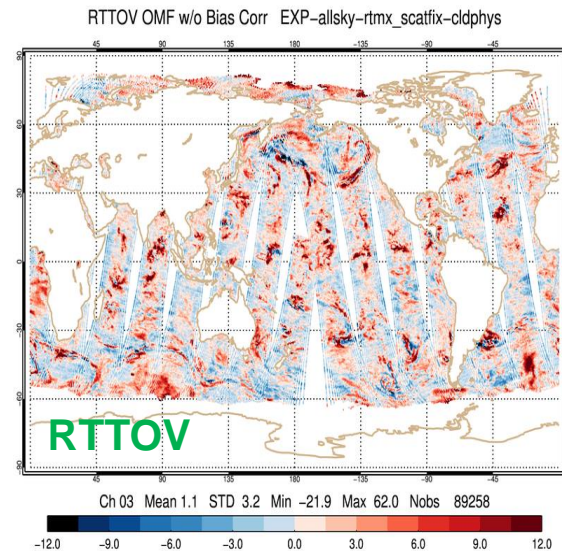 RTTOV OMF w/o Bias Corr EXP-allsky-rtmx_scatfix-cldphys
45 90 135 180 -135 -90 -45
90
60
30
0
-30
-60
-90
RTTOV
45 90 135 180 -135 -90 -45
Ch 03 Mean 1.1 STD 3.2 Min -21.9 Max 62.0 Nobs 89258
-12.0 -9.0 -6.0 -3.0 0.0 3.0 6.0 9.0 12.0